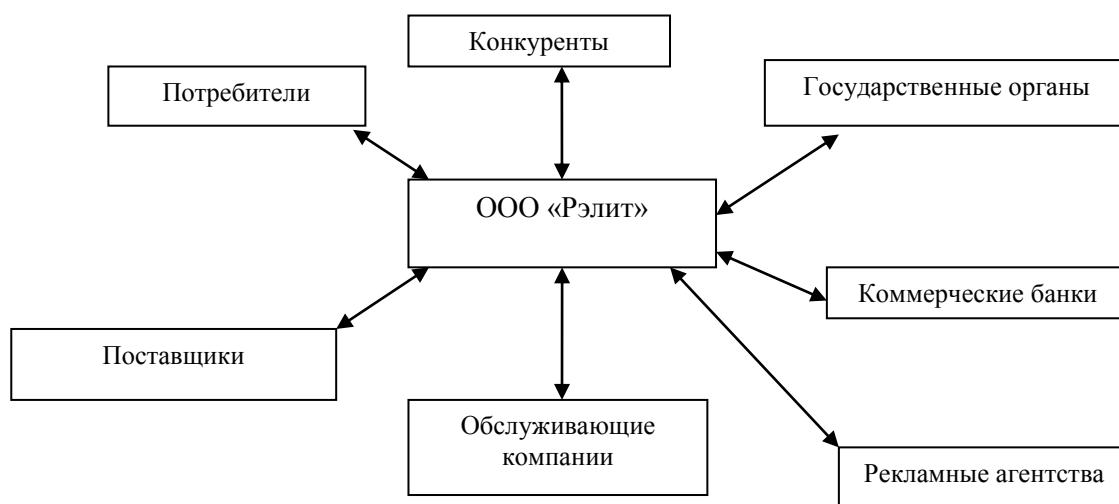 Конкуренты
Потребители
Государственные органы
ООО «Рэлит»
Коммерческие банки
Поставщики
Обслуживающие
компании
Рекламные агентства